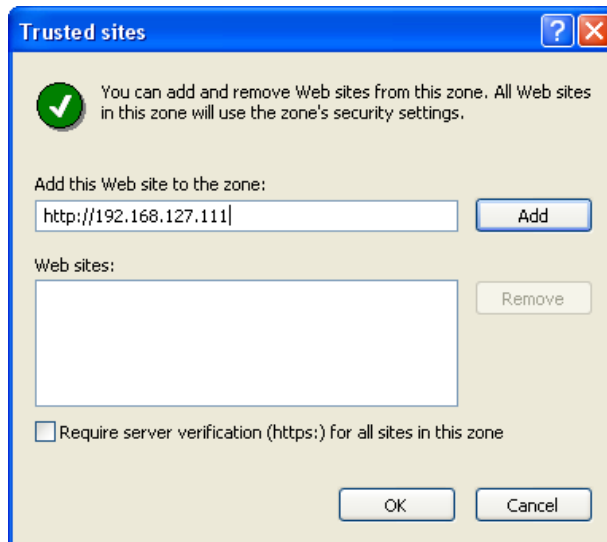 Trusted sites
You can add and remove Web sites from this zone. All Web sites
in this zone will use the zone's security settings.
Add this Web site to the zone:
http://192.168.127.111
Add
Web sites:
Remove
Require server verification (https:) for all sites in this zone
OK
Cancel